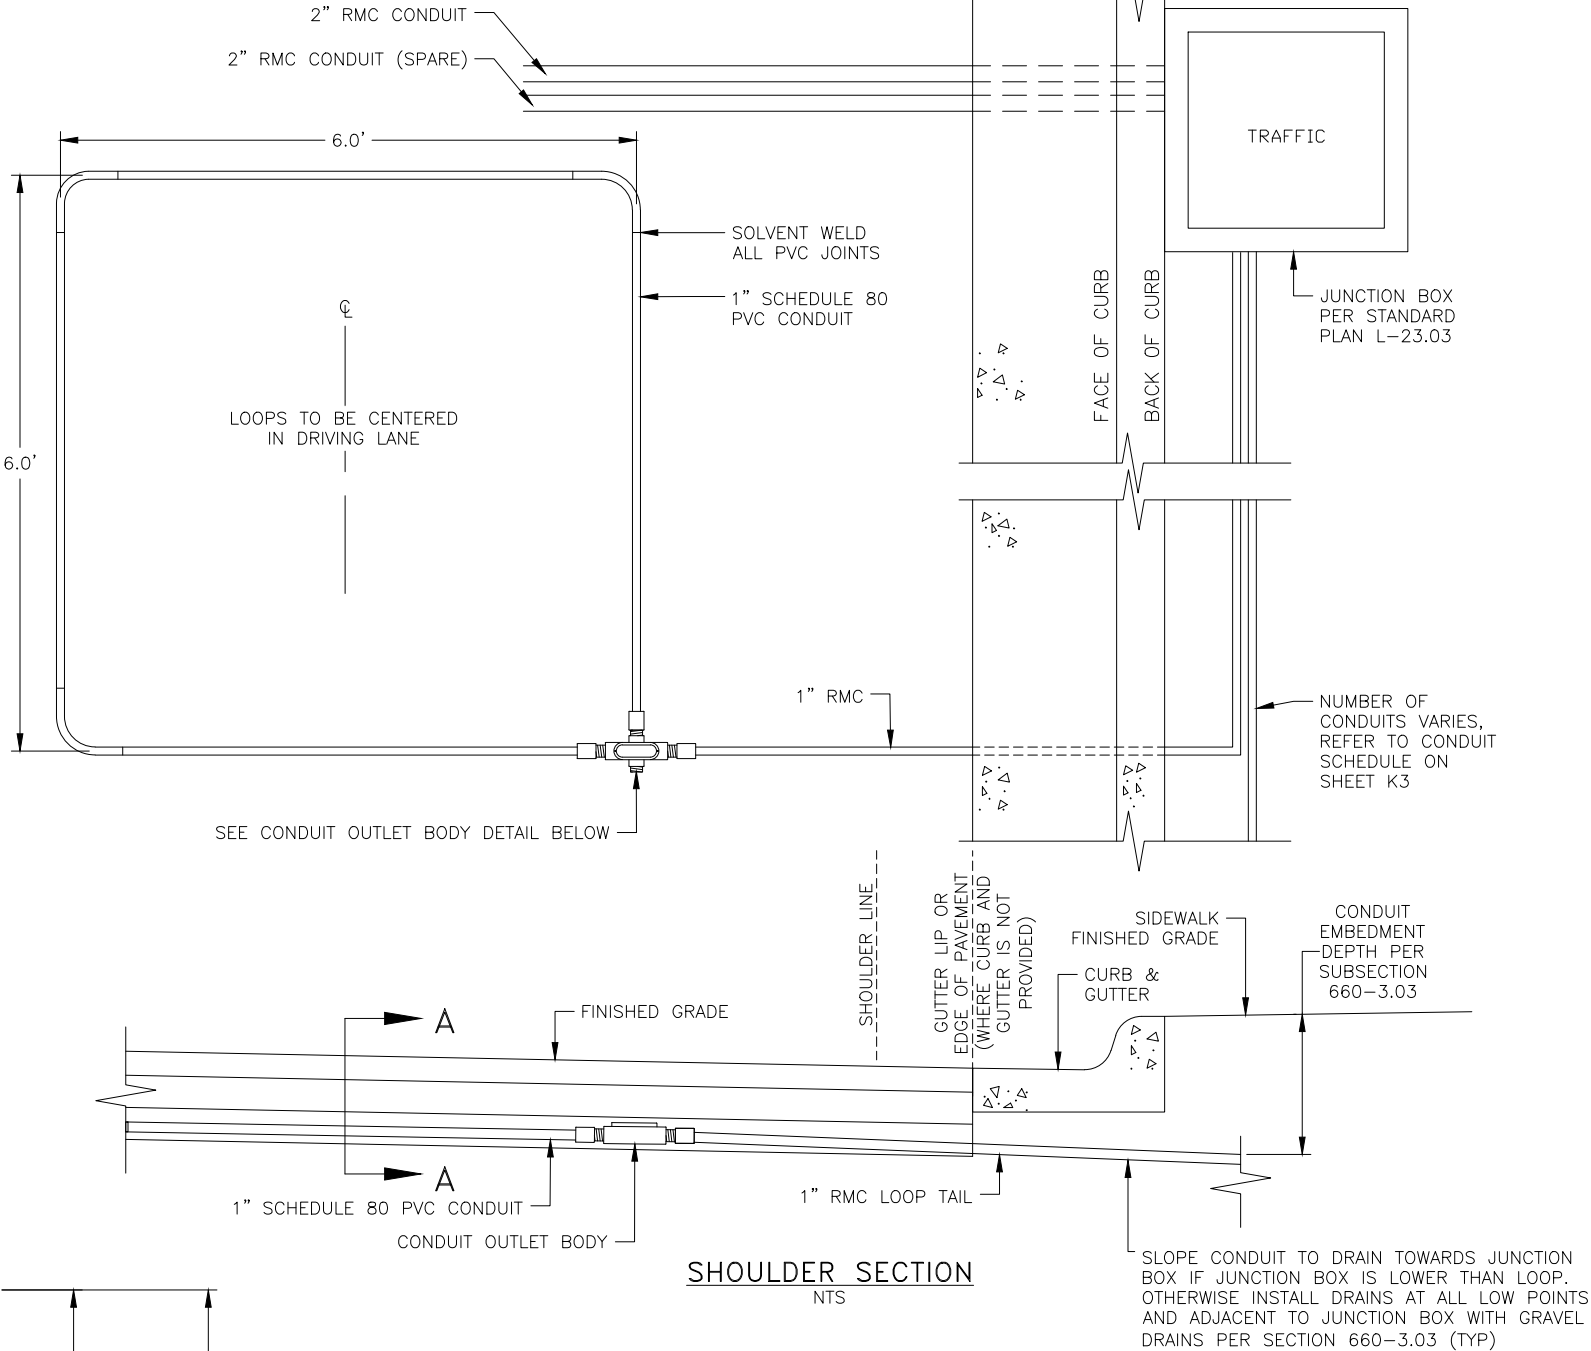 2” RMC CONDUIT
2” RMC CONDUIT (SPARE)
6.0’
TRAFFIC
SOLVENT WELD
ALL PVC JOINTS
1” SCHEDULE 80
PVC CONDUIT
JUNCTION BOX
PER STANDARD
PLAN L-23.03
FACE OF CURB
BACK OF CURB
℄
LOOPS TO BE CENTERED
IN DRIVING LANE
6.0’
1” RMC
NUMBER OF
CONDUITS VARIES,
REFER TO CONDUIT
SCHEDULE ON
SHEET K3
SEE CONDUIT OUTLET BODY DETAIL BELOW
SHOULDER LINE
GUTTER LIP OR
EDGE OF PAVEMENT
(WHERE CURB AND
GUTTER IS NOT
PROVIDED)
SIDEWALK
FINISHED GRADE
CURB &
GUTTER
CONDUIT
EMBEDMENT
DEPTH PER
SUBSECTION
660-3.03
A
FINISHED GRADE
A
1” SCHEDULE 80 PVC CONDUIT
CONDUIT OUTLET BODY
1” RMC LOOP TAIL
SHOULDER SECTION
NTS
SLOPE CONDUIT TO DRAIN TOWARDS JUNCTION
BOX IF JUNCTION BOX IS LOWER THAN LOOP.
OTHERWISE INSTALL DRAINS AT ALL LOW POINTS
AND ADJACENT TO JUNCTION BOX WITH GRAVEL
DRAINS PER SECTION 660-3.03 (TYP)